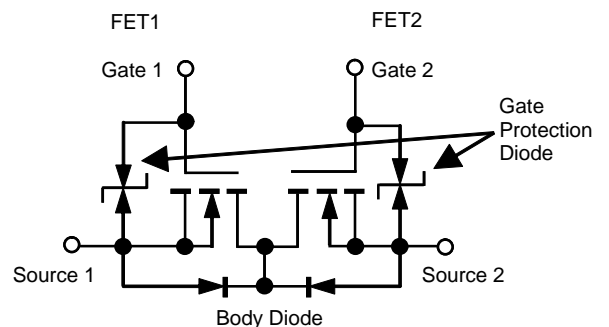 FET1
FET2
Gate 1
Gate 2
Gate
Protection
Diode
Source 1
Source 2
Body Diode